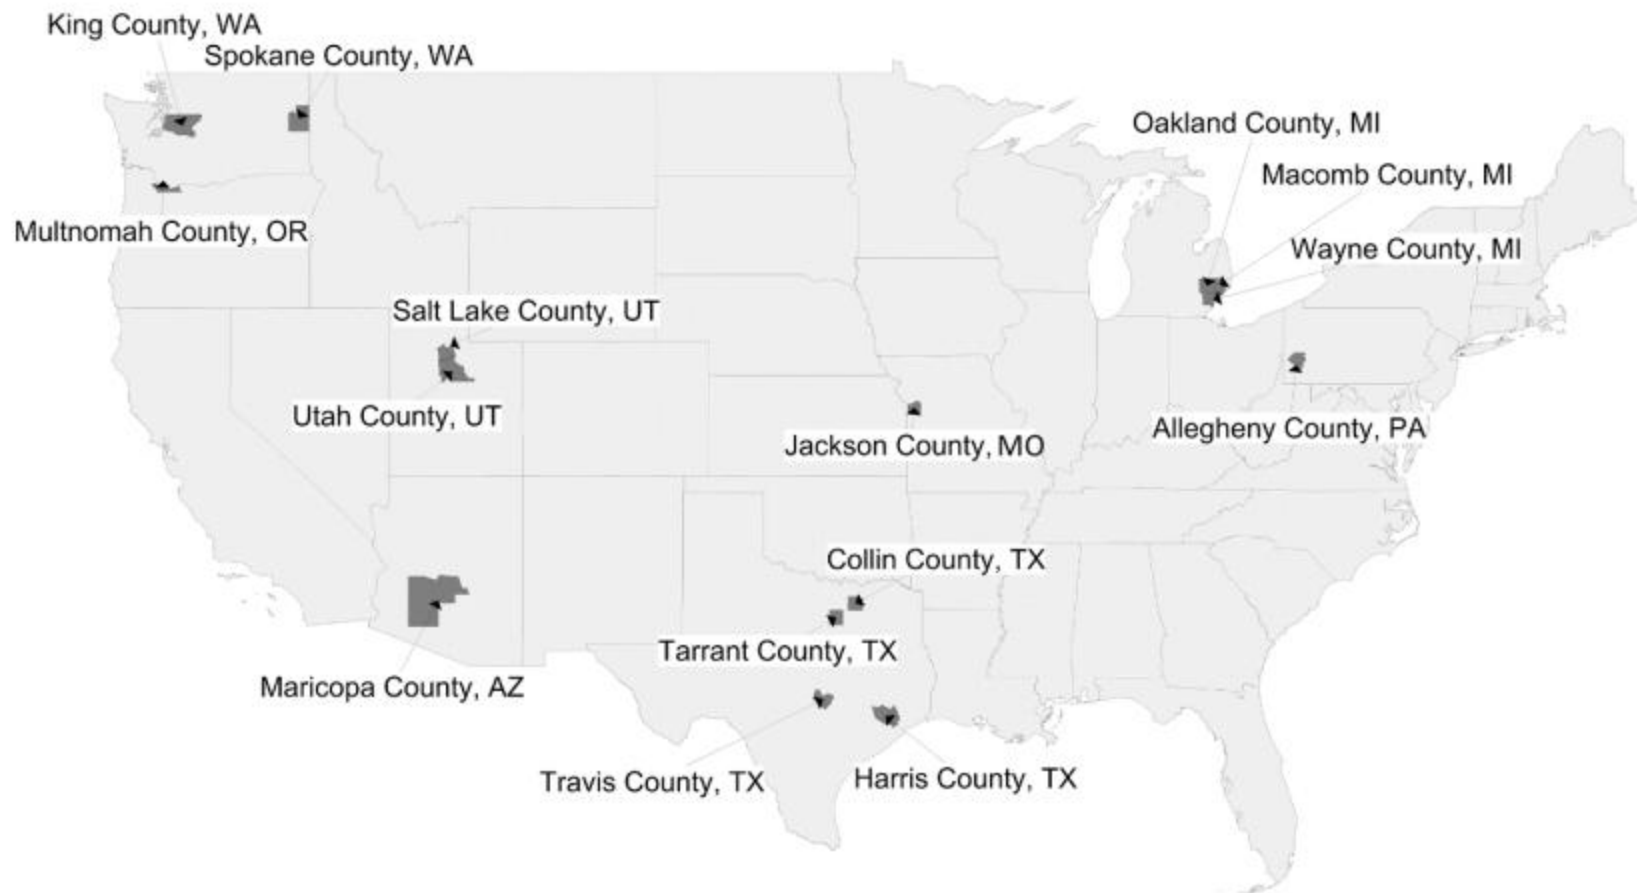 King County, WA
Spokane County, WA
Oakland County, MI
Macomb County, MI
Multnomah County, OR
Wayne County, MI
Salt Lake County, UT
Utah County, UT
Allegheny County, PA
Jackson County, MO
Collin County, TX
Tarrant County, TX
Maricopa County, AZ
Travis County, TX
Harris County, TX